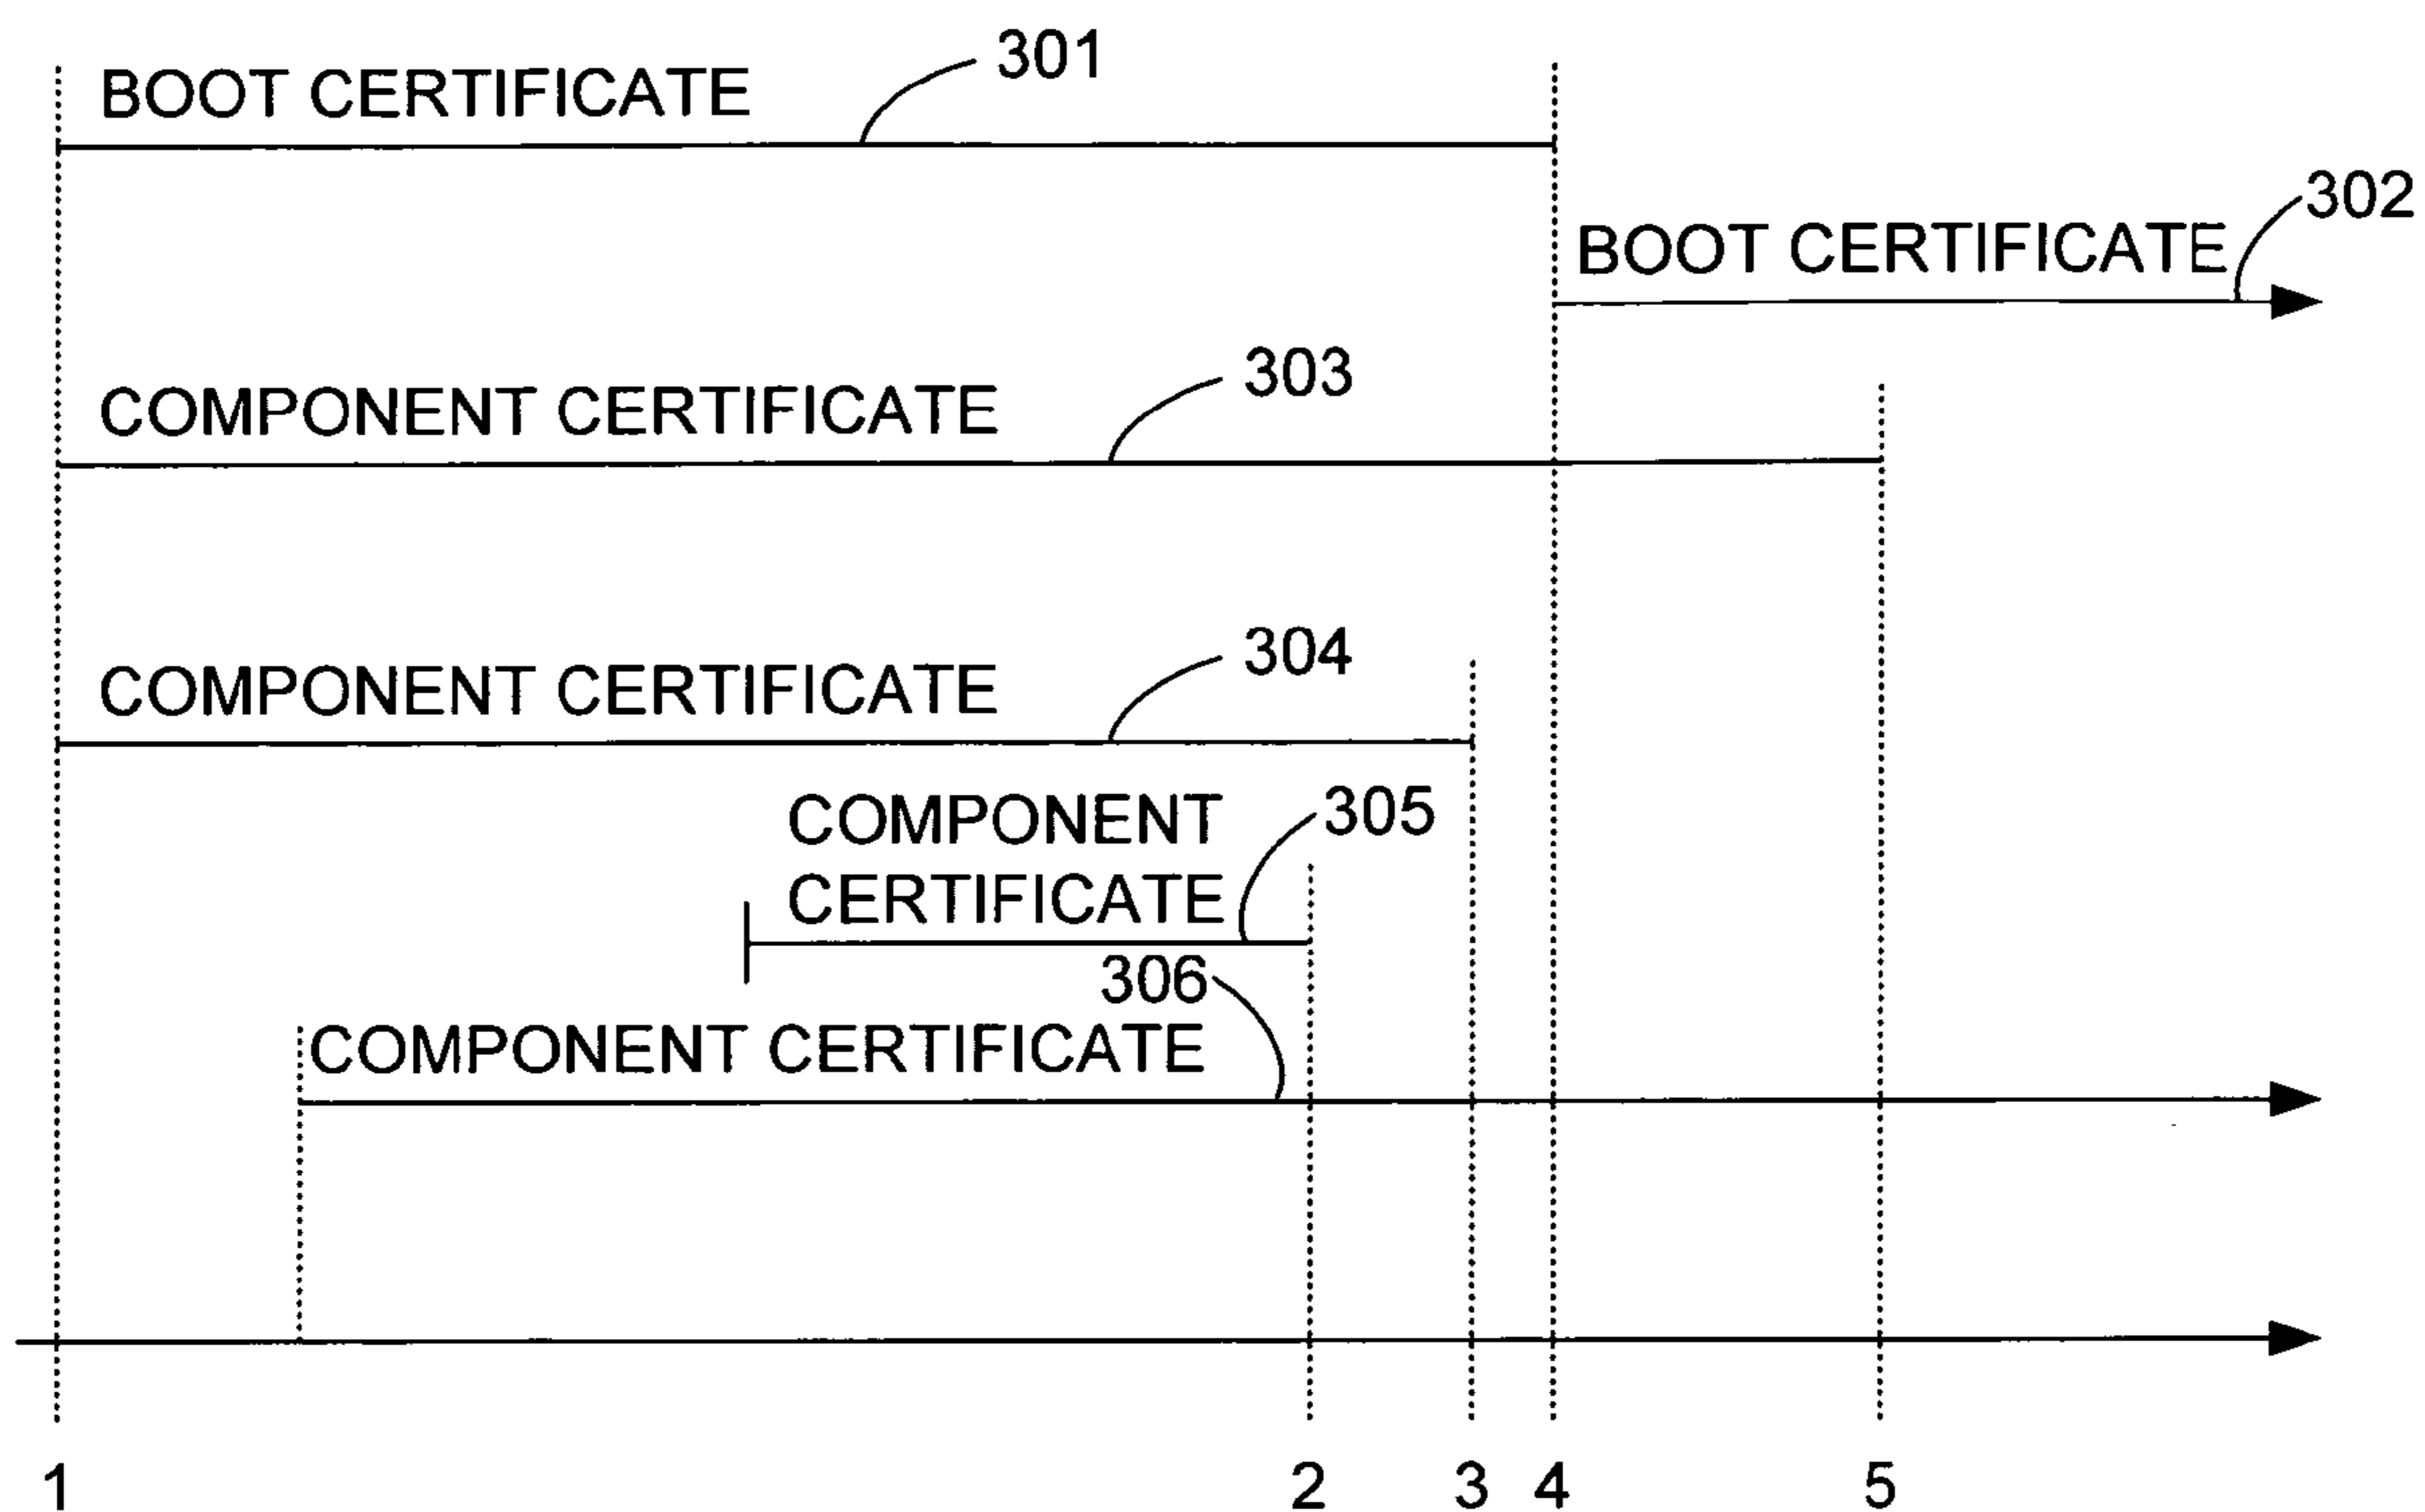 301
BOOT CERTIFICATE
302
BOOT CERTIFICATE
303
COMPONENT CERTIFICATE
304
COMPONENT CERTIFICATE
COMPONENT
305
CERTIFICATE
306
COMPONENT CERTIFICATE
1 2 3 4 5